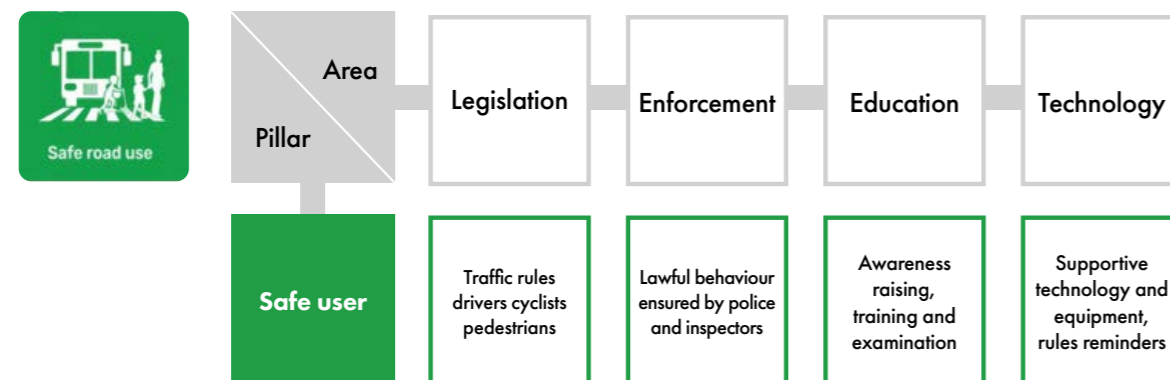 Safe road use
Area
Pillar
Legislation
Enforcement
Education
Technology
Safe user
Traffic rules
drivers cyclists
pedestrians
Lawful behaviour
ensured by police
and inspectors
Awareness
raising,
training and
examination
Supportive
technology and
equipment,
rules reminders